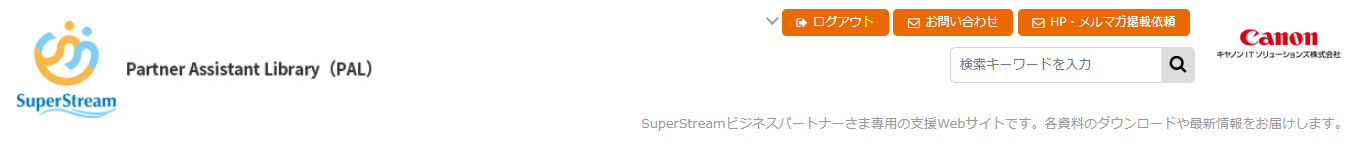 ログアウト
お問い合わせ
HP・メルマガ掲載依頼
Canon
キヤノンITソリューションズ株式会社
検索キーワードを入力
Partner Assistant Library（PAL）
SuperStream
SuperStreamビジネスパートナーさま専用の支援Webサイトです。各資料のダウンロードや最新情報をお届けします。